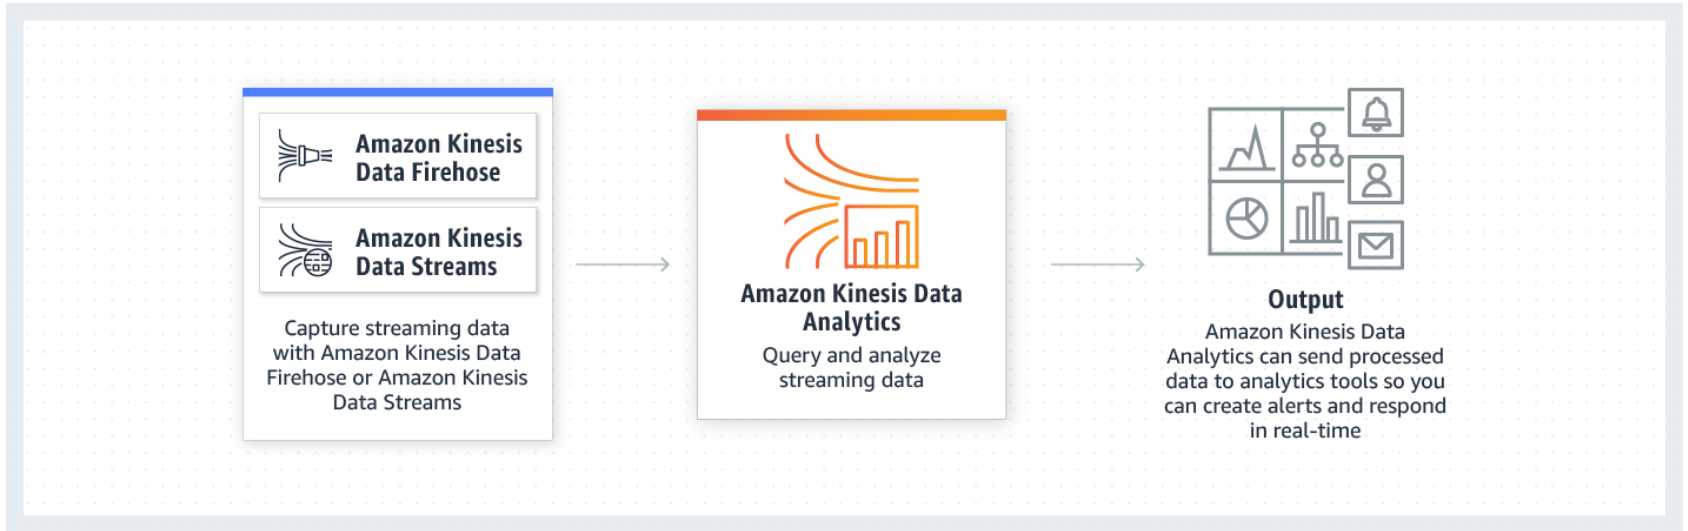 Amazon Kinesis
Data Firehose
Amazon Kinesis
Data Streams
Capture streaming data
with Amazon Kinesis Data
Firehose or Amazon Kinesis
Data Streams
Amazon Kinesis Data
Analytics
Query and analyze
streaming data
Output
Amazon Kinesis Data
Analytics can send processed
data to analytics tools so you
can create alerts and respond
in real-time